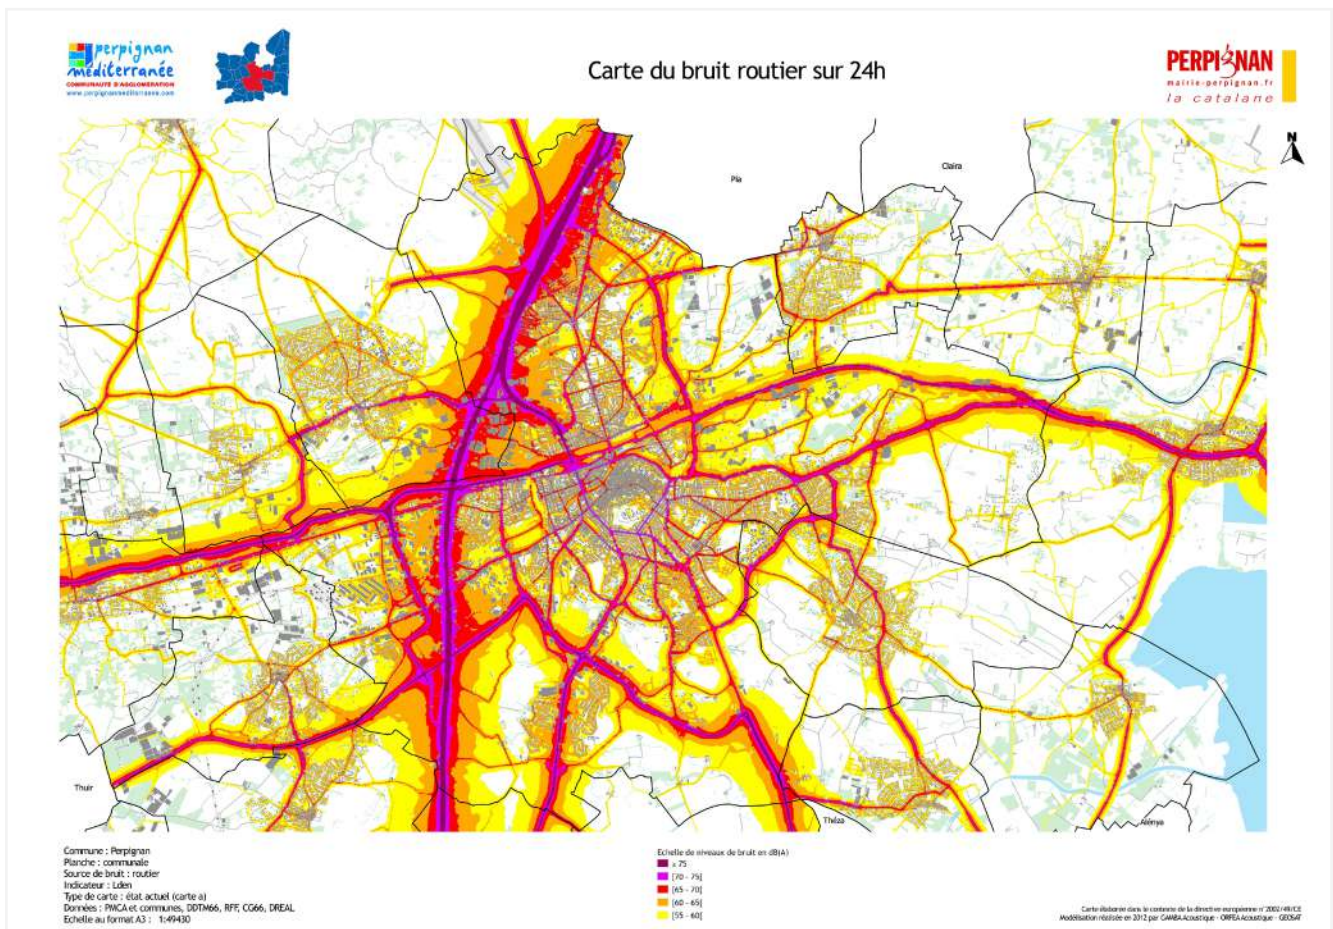 perpignan
méditerranée
COMMUNAUTÉ D'AGGLOMÉRATION
www.perpignanmediterranee.com
Carte du bruit routier sur 24h
PERPIGNAN
mairie-perpignan.fr
la catalane
N
Pia
Claira
Thuir
Théza
Alénya
Commune : Perpignan
Planche : communale
Source de bruit : routier
Indicateur : Lden
Type de carte : état actuel (carte a)
Données : PMCA et communes, DDTM66, RFF, CG66, DREAL
Echelle au format A3 : 1:49430
Echelle de niveaux de bruit en dB(A)
≥ 75
[70 - 75[
[65 - 70[
[60 - 65[
[55 - 60[
Carte élaborée dans le contexte de la directive européenne n°2002/49/CE
Modélisation réalisée en 2012 par GAMBA Acoustique - ORFEA Acoustique - GEOSAT